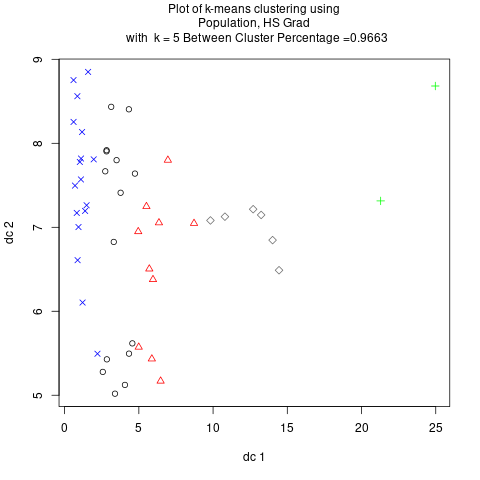 Plot of k-means clustering using
Population, HS Grad
with k = 5 Between Cluster Percentage =0.9663
9
8
7
6
5
dc 2
0 5 10 15 20 25
dc 1